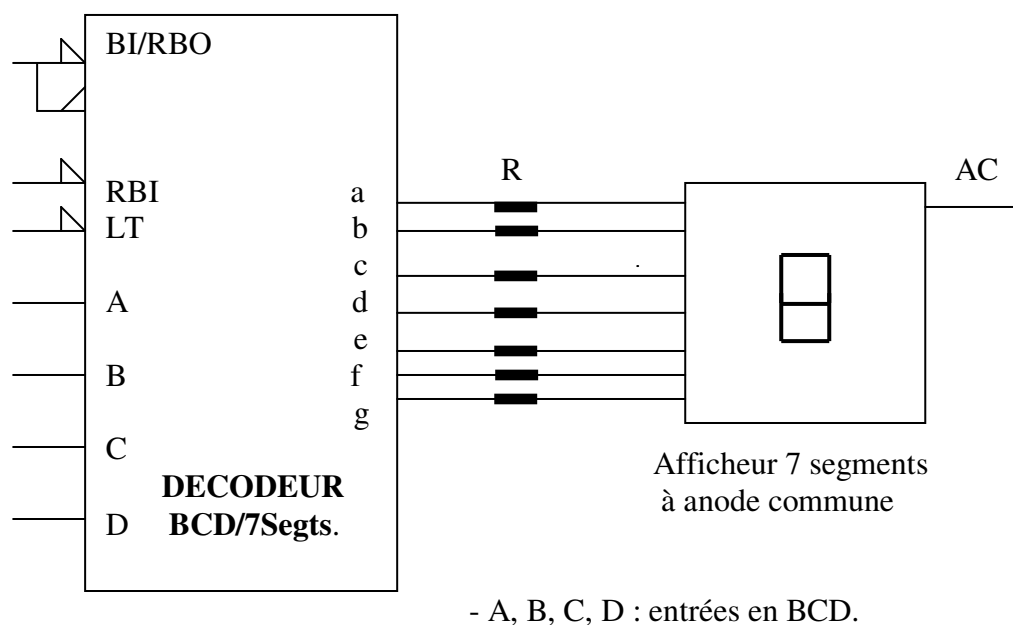 BI/RBO
R
AC
RBI
LT
a
b
c
d
e
f
g
A
B
C
D
DECODEUR
BCD/7Segts.
Afficheur 7 segments
à anode commune
- A, B, C, D : entrées en BCD.